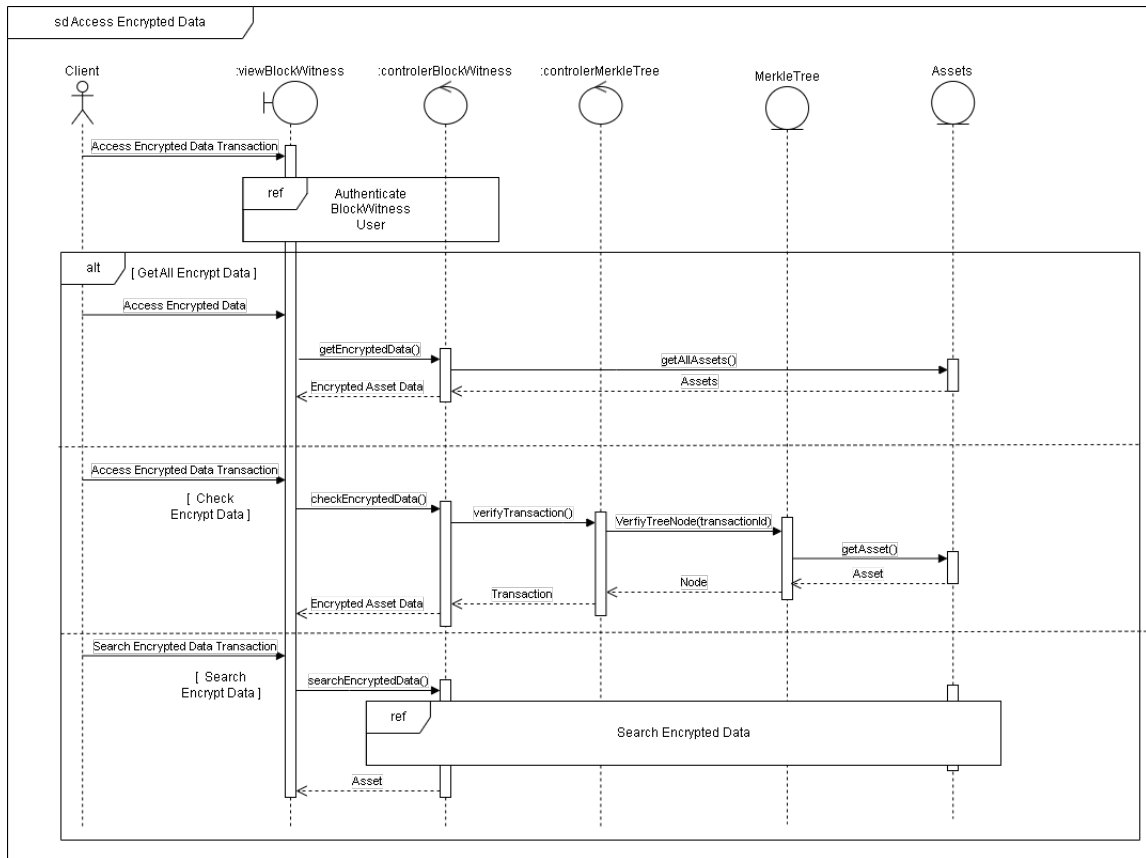 sd Access Encrypted Data
Client
:viewBlockWitness
:controlerBlockWitness
:controlerMerkleTree
MerkleTree
Assets
Access Encrypted Data Transaction
ref
Authenticate
BlockWitness
User
alt
[ GetAll Encrypt Data ]
Access Encrypted Data
getEncryptedData()
getAllAssets()
Assets
Encrypted Asset Data
Access Encrypted Data Transaction
[ Check
Encrypt Data ]
checkEncryptedData()
verifyTransaction()
VerfiyTreeNode(transactionId)
getAsset()
Asset
Node
Transaction
Encrypted Asset Data
Search Encrypted Data Transaction
[ Search
Encrypt Data ]
searchEncryptedData()
ref
Search Encrypted Data
Asset